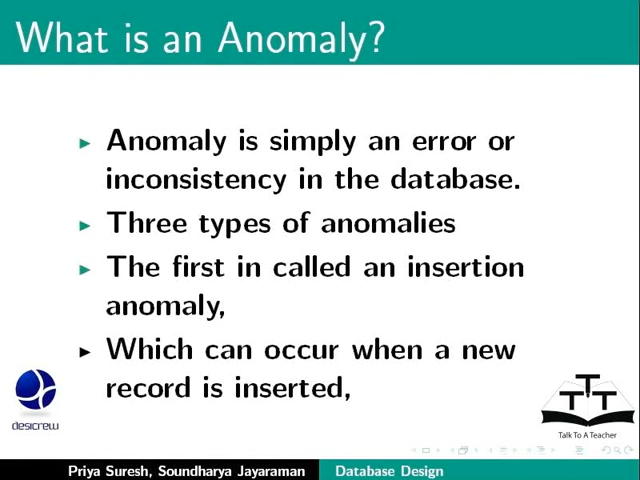 What is an Anomaly?
Anomaly is simply an error or
inconsistency in the database.
Three types of anomalies
The first in called an insertion
anomaly,
Which can occur when a new
record is inserted,
desicrew
TTT
Talk To A Teacher
Priya Suresh, Soundharya Jayaraman Database Design